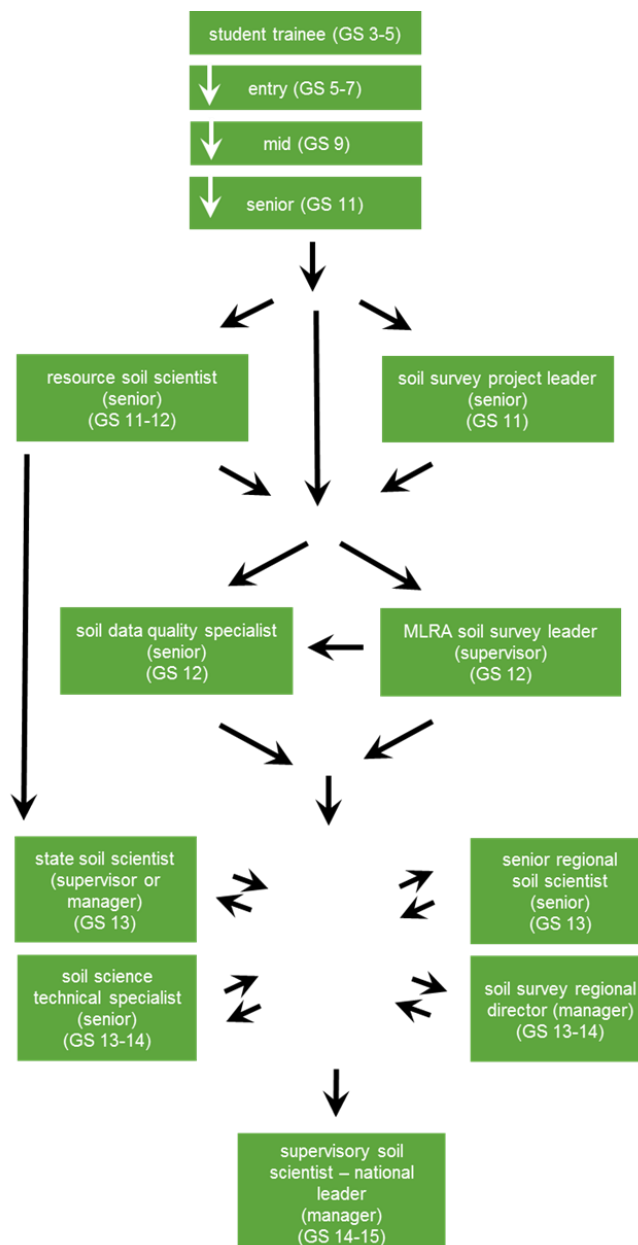 student trainee (GS 3-5)
entry (GS 5-7)
mid (GS 9)
senior (GS 11)
resource soil scientist
(senior)
(GS 11-12)
soil survey project leader
(senior)
(GS 11)
soil data quality specialist
(senior)
(GS 12)
MLRA soil survey leader
(supervisor)
(GS 12)
state soil scientist
(supervisor or
manager)
(GS 13)
senior regional
soil scientist
(senior)
(GS 13)
soil science
technical specialist
(senior)
(GS 13-14)
soil survey regional
director (manager)
(GS 13-14)
supervisory soil
scientist – national
leader
(manager)
(GS 14-15)